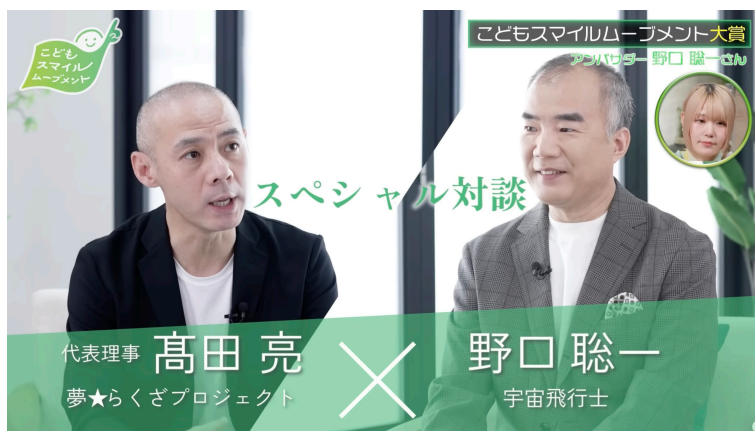 こども
スマイル
ムーブメント
こどもスマイルムーブメント大賞
アンバサダー 野口 聡一さん
スペシャル対談
代表理事 髙田 亮
夢★らくざプロジェクト
野口 聡一
宇宙飛行士